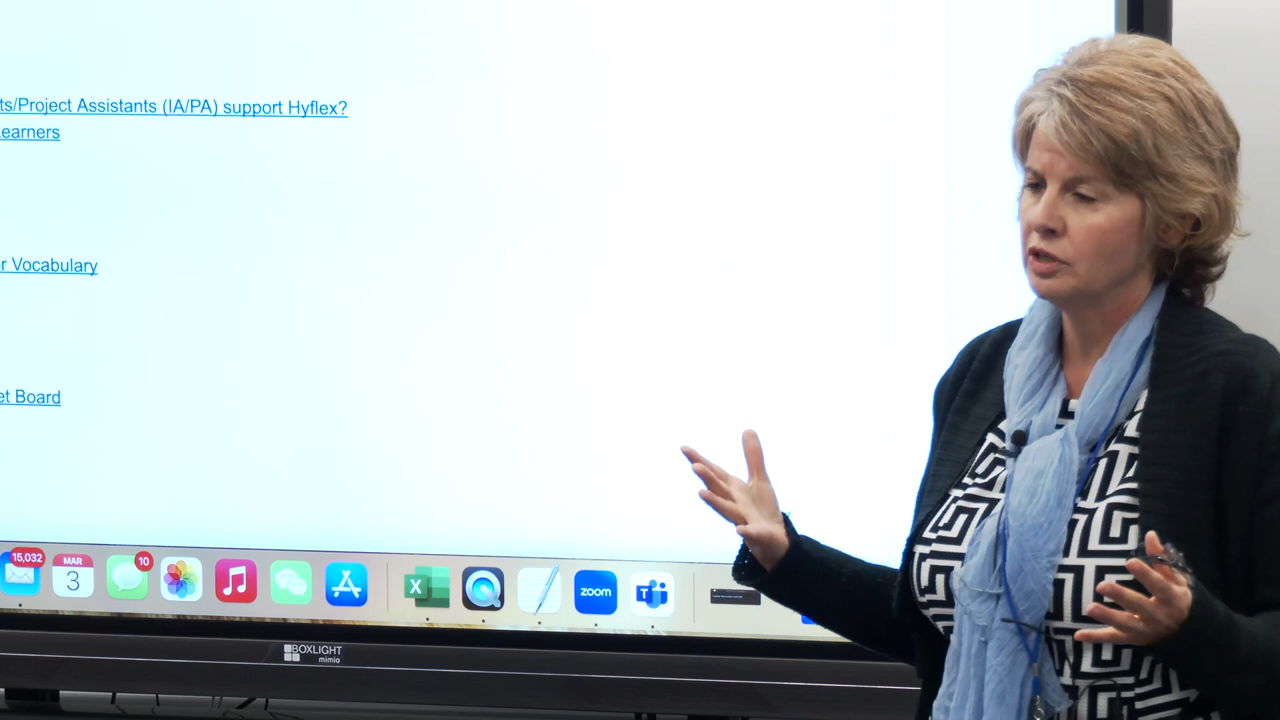 ts/Project Assistants (IA/PA) support Hyflex?
earners
r Vocabulary
et Board
15,032
MAR
3
10
X
zoom
T
BOXLIGHT
mimio